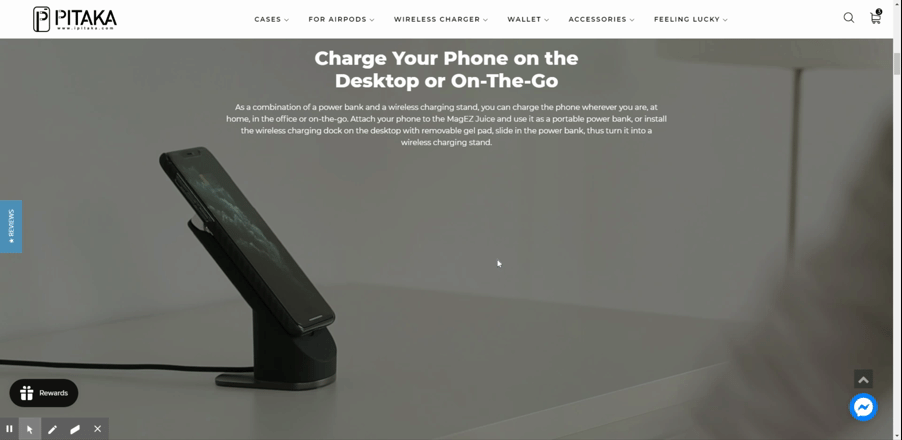 PITAKA
www.ipitaka.com
CASES
FOR AIRPODS
WIRELESS CHARGER
WALLET
ACCESSORIES
FEELING LUCKY
Charge Your Phone on the
Desktop or On-The-Go
As a combination of a power bank and a wireless charging stand, you can charge the phone wherever you are, at
home, in the office or on-the-go. Attach your phone to the MagEZ Juice and use it as a portable power bank, or install
the wireless charging dock on the desktop with removable gel pad, slide in the power bank, thus turn it into a
wireless charging stand.
★ REVIEWS
Rewards